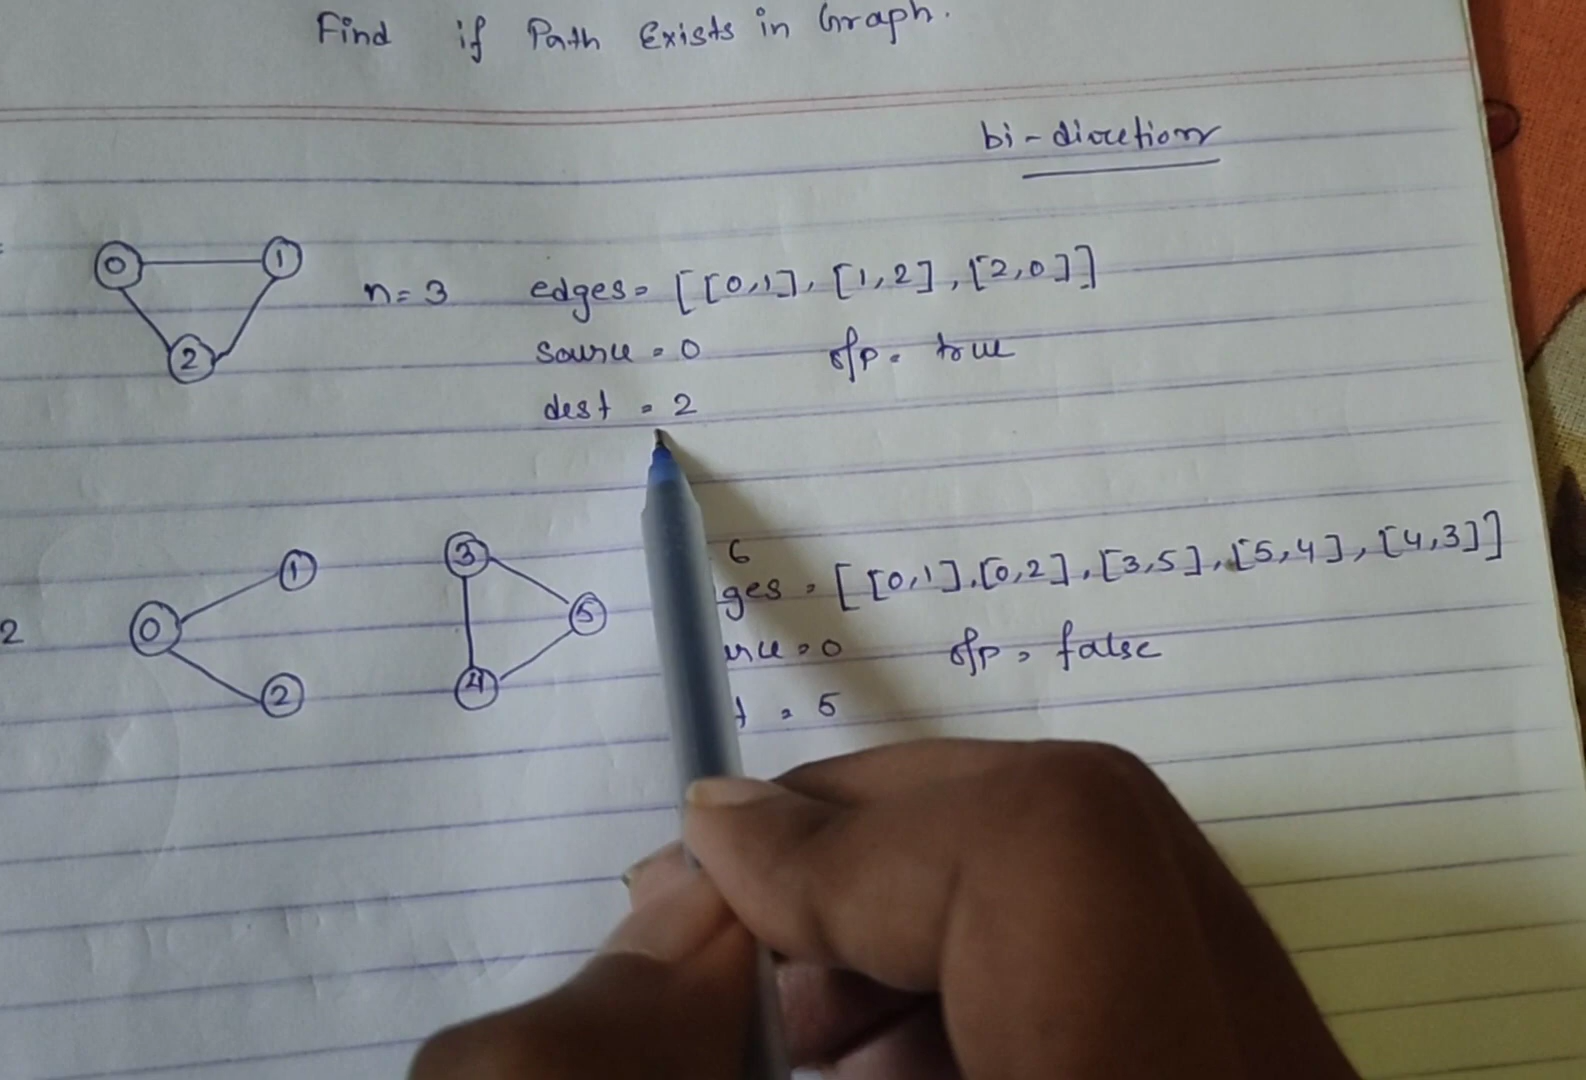 Find if Path Exists in Graph.
bi-direction
0 1
2
n=3 edges = [[0,1], [1,2], [2,0]]
source = 0 o/p = true
dest = 2
2
0 1 2
3 5 4
6
ges = [[0,1],[0,2],[3,5],[5,4],[4,3]]
urce = 0 o/p = false
t = 5